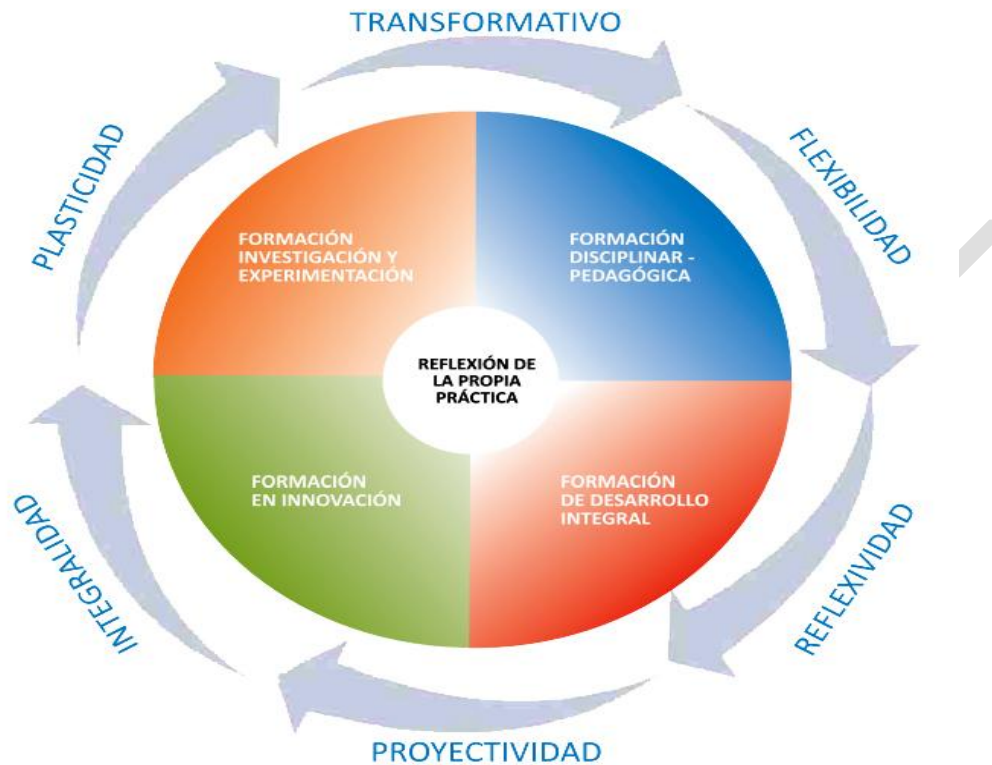 TRANSFORMATIVO
PLASTICIDAD
FLEXIBILIDAD
FORMACIÓN
INVESTIGACIÓN Y
EXPERIMENTACIÓN
FORMACIÓN
DISCIPLINAR -
PEDAGÓGICA
REFLEXIÓN DE
LA PROPIA
PRÁCTICA
FORMACIÓN
EN INNOVACIÓN
FORMACIÓN
DE DESARROLLO
INTEGRAL
INTEGRALIDAD
REFLEXIVIDAD
PROYECTIVIDAD